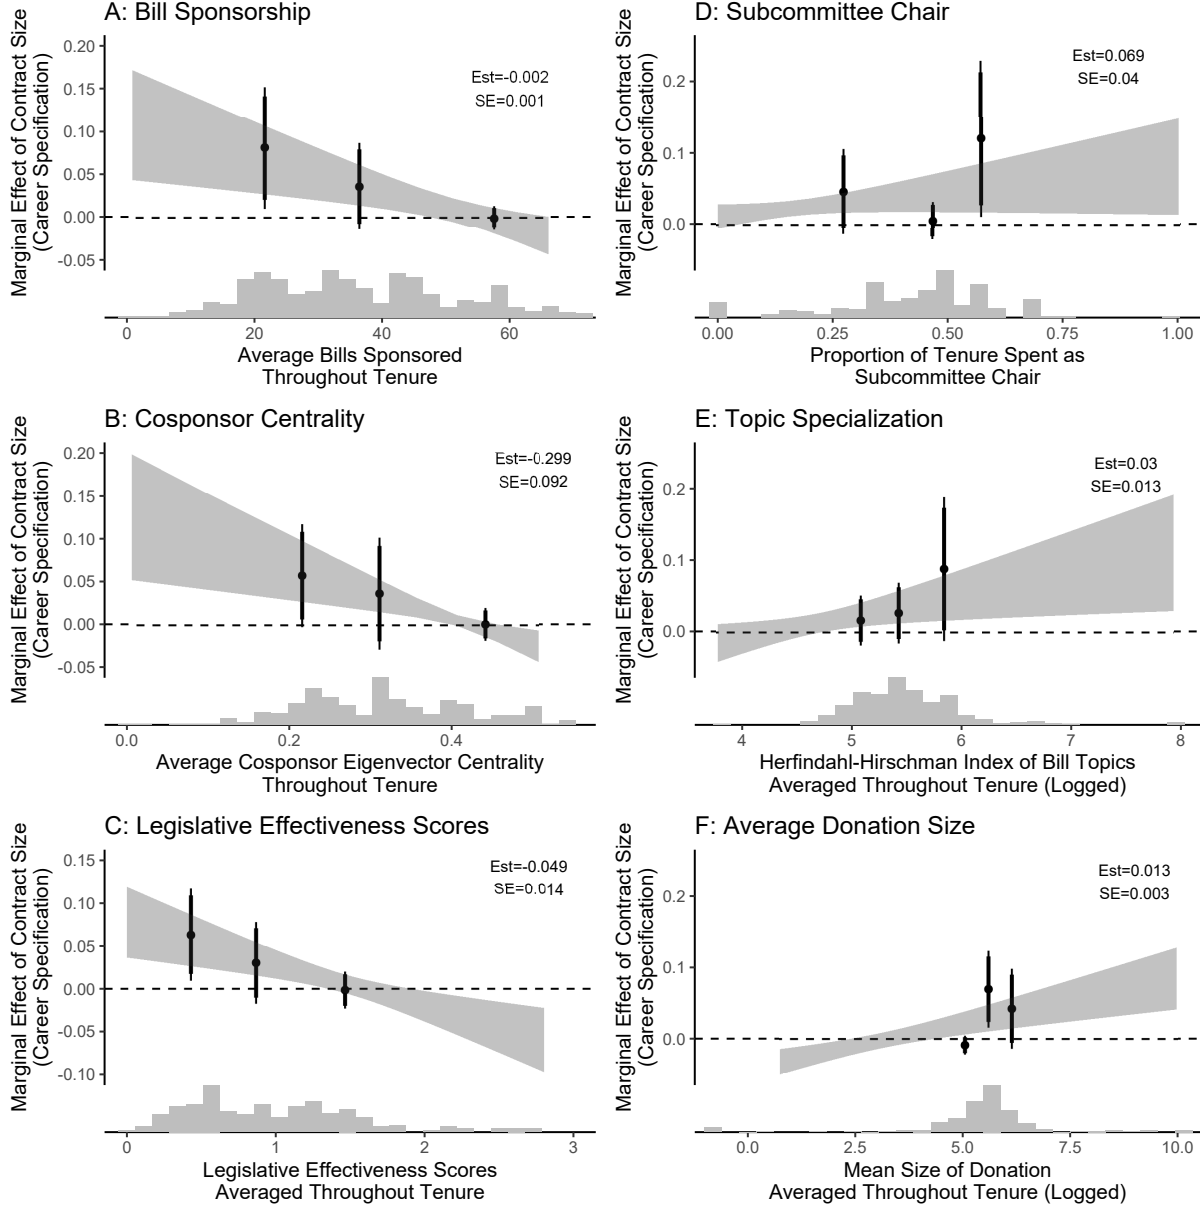 A: Bill Sponsorship
Marginal Effect of Contract Size
(Career Specification)
0.20
0.15
0.10
0.05
0.00
-0.05
Est=-0.002
SE=0.001
0
20
40
60
Average Bills Sponsored
Throughout Tenure
D: Subcommittee Chair
Marginal Effect of Contract Size
(Career Specification)
0.2
0.1
0.0
Est=0.069
SE=0.04
0.00
0.25
0.50
0.75
1.00
Proportion of Tenure Spent as
Subcommittee Chair
B: Cosponsor Centrality
Marginal Effect of Contract Size
(Career Specification)
0.20
0.15
0.10
0.05
0.00
-0.05
Est=-0.299
SE=0.092
0.0
0.2
0.4
Average Cosponsor Eigenvector Centrality
Throughout Tenure
E: Topic Specialization
Marginal Effect of Contract Size
(Career Specification)
0.2
0.1
0.0
Est=0.03
SE=0.013
4
5
6
7
8
Herfindahl-Hirschman Index of Bill Topics
Averaged Throughout Tenure (Logged)
C: Legislative Effectiveness Scores
Marginal Effect of Contract Size
(Career Specification)
0.15
0.10
0.05
0.00
-0.05
-0.10
Est=-0.049
SE=0.014
0
1
2
3
Legislative Effectiveness Scores
Averaged Throughout Tenure
F: Average Donation Size
Marginal Effect of Contract Size
(Career Specification)
0.2
0.1
0.0
Est=0.013
SE=0.003
0.0
2.5
5.0
7.5
10.0
Mean Size of Donation
Averaged Throughout Tenure (Logged)